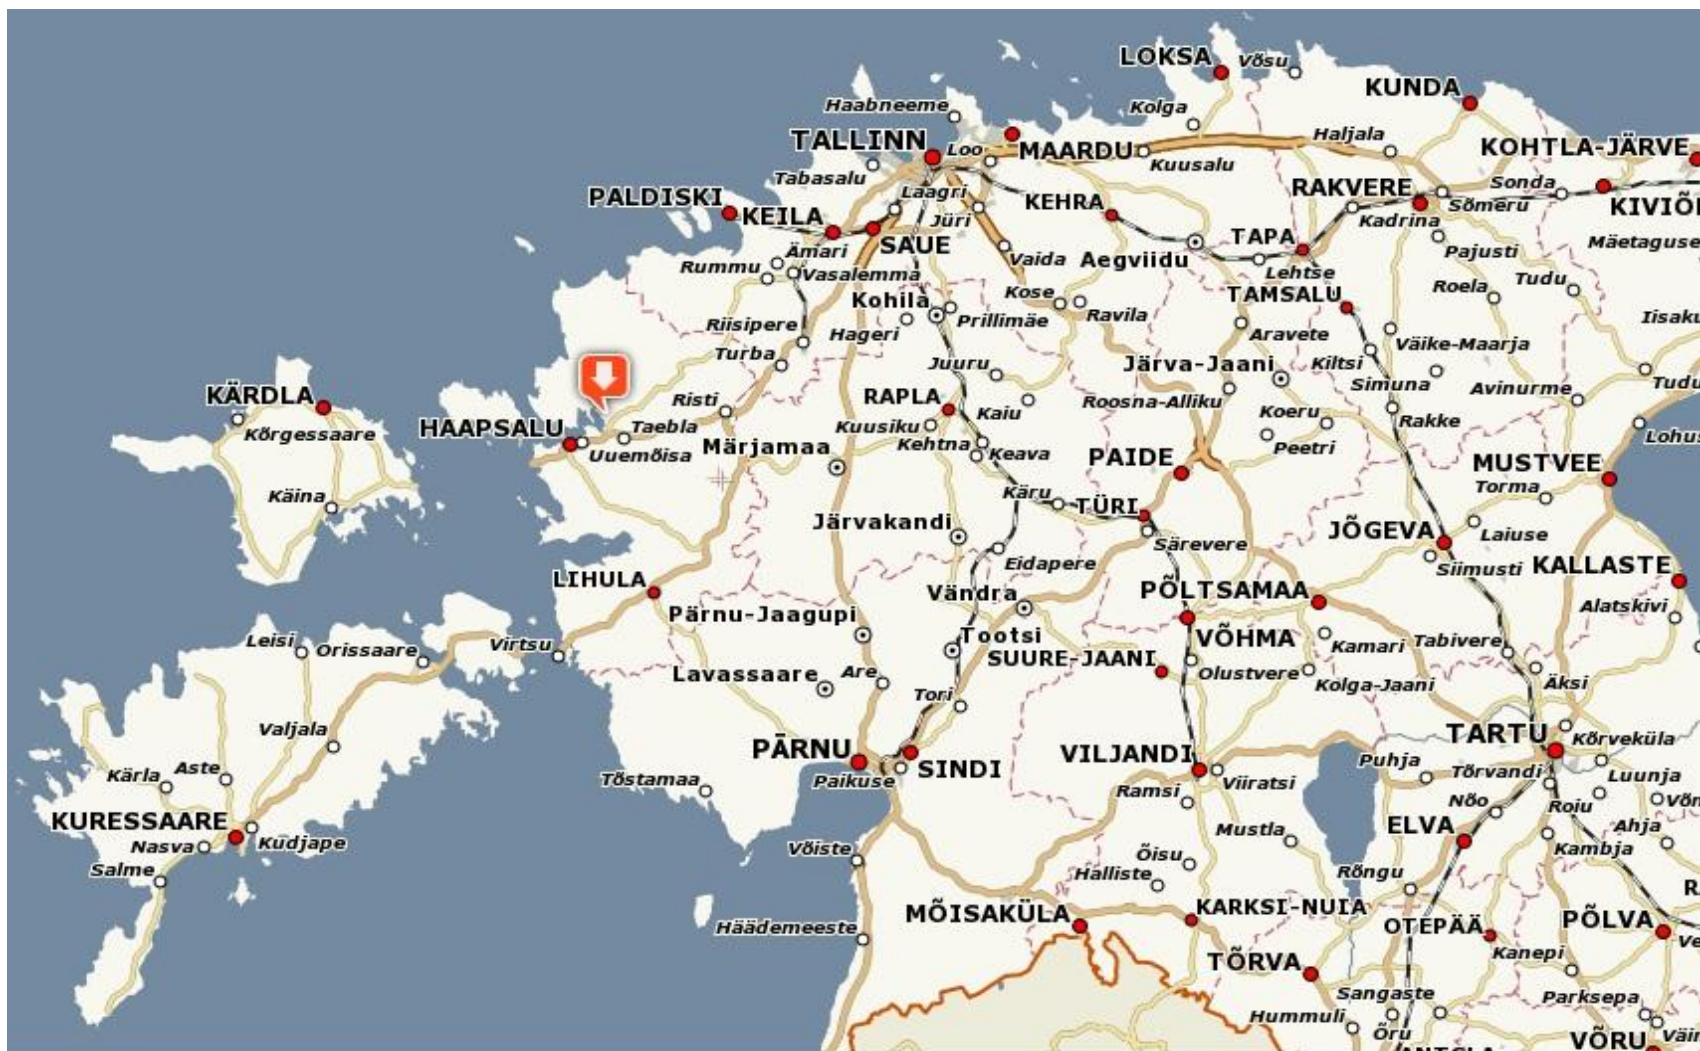 LOKSA
Võsu
KUNDA
Haabneeme
Kolga
Haljala
TALLINN
Loo
MAARDU
Kuusalu
KOHTLA-JÄRVE
Tabasalu
Laagri
PALDISKI
KEILA
Jüri
KEHRA
RAKVERE
Sonda
Sõmeru
KIVIÕ
Kadrina
SAUE
Ämari
Vaida
Aegviidu
TAPA
Lehtse
Pajusti
Mäetaguse
Rummu
Vasalemma
Kohila
Kose
Ravila
TAMSALU
Roela
Tudu
Riisipere
Hageri
Prillimäe
Aravete
Iisaku
Turba
Juuru
Järva-Jaani
Kiltsi
Väike-Maarja
KÄRDLA
Risti
RAPLA
Kaiu
Roosna-Alliku
Simuna
Avinurme
Tudu
Kõrgessaare
HAAPSALU
Taebla
Kuusiku
Koeru
Rakke
Lohus
Uuemõisa
Märjamaa
Kehtna
Keava
PAIDE
Peetri
MUSTVEE
Käina
Käru
TÜRI
Torma
Järvakandi
Särevere
JÕGEVA
Laiuse
Eidapere
Siimusti
KALLASTE
LIHULA
Vändra
PÕLTSAMAA
Alatskivi
Pärnu-Jaagupi
Leisi
Orissaare
Virtsu
Tootsi
VÕHMA
Kamari
Tabivere
SUURE-JAANI
Olustvere
Kolga-Jaani
Äksi
Lavassaare
Are
Tori
Valjala
PÄRNU
SINDI
VILJANDI
TARTU
Kõrveküla
Kärla
Aste
Tõstamaa
Paikuse
Viiratsi
Puhja
Tõrvandi
Luunja
Ramsi
Nõo
Roiu
Võn
KURESSAARE
Nasva
Kudjape
Mustla
ELVA
Ahja
Salme
Võiste
Õisu
Kambja
Halliste
Rõngu
MÕISAKÜLA
KARKSI-NUIA
OTEPÄÄ
PÕLVA
Häädemeeste
TÕRVA
Kanepi
Ve
Sangaste
Parksepa
Hummuli
Õru
VÕRU
Väin